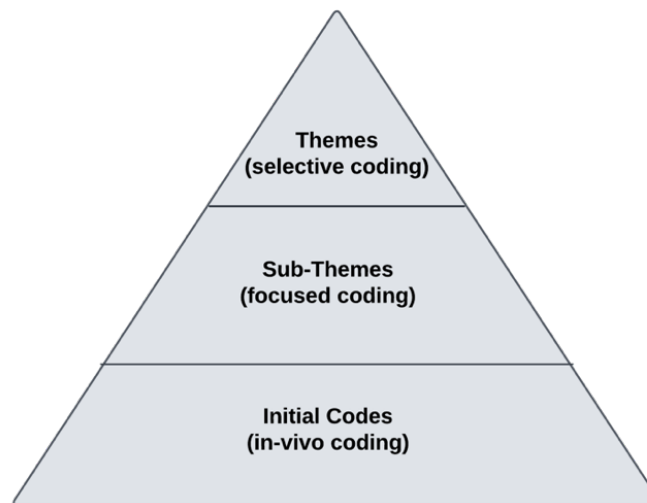 Themes
(selective coding)
Sub-Themes
(focused coding)
Initial Codes
(in-vivo coding)